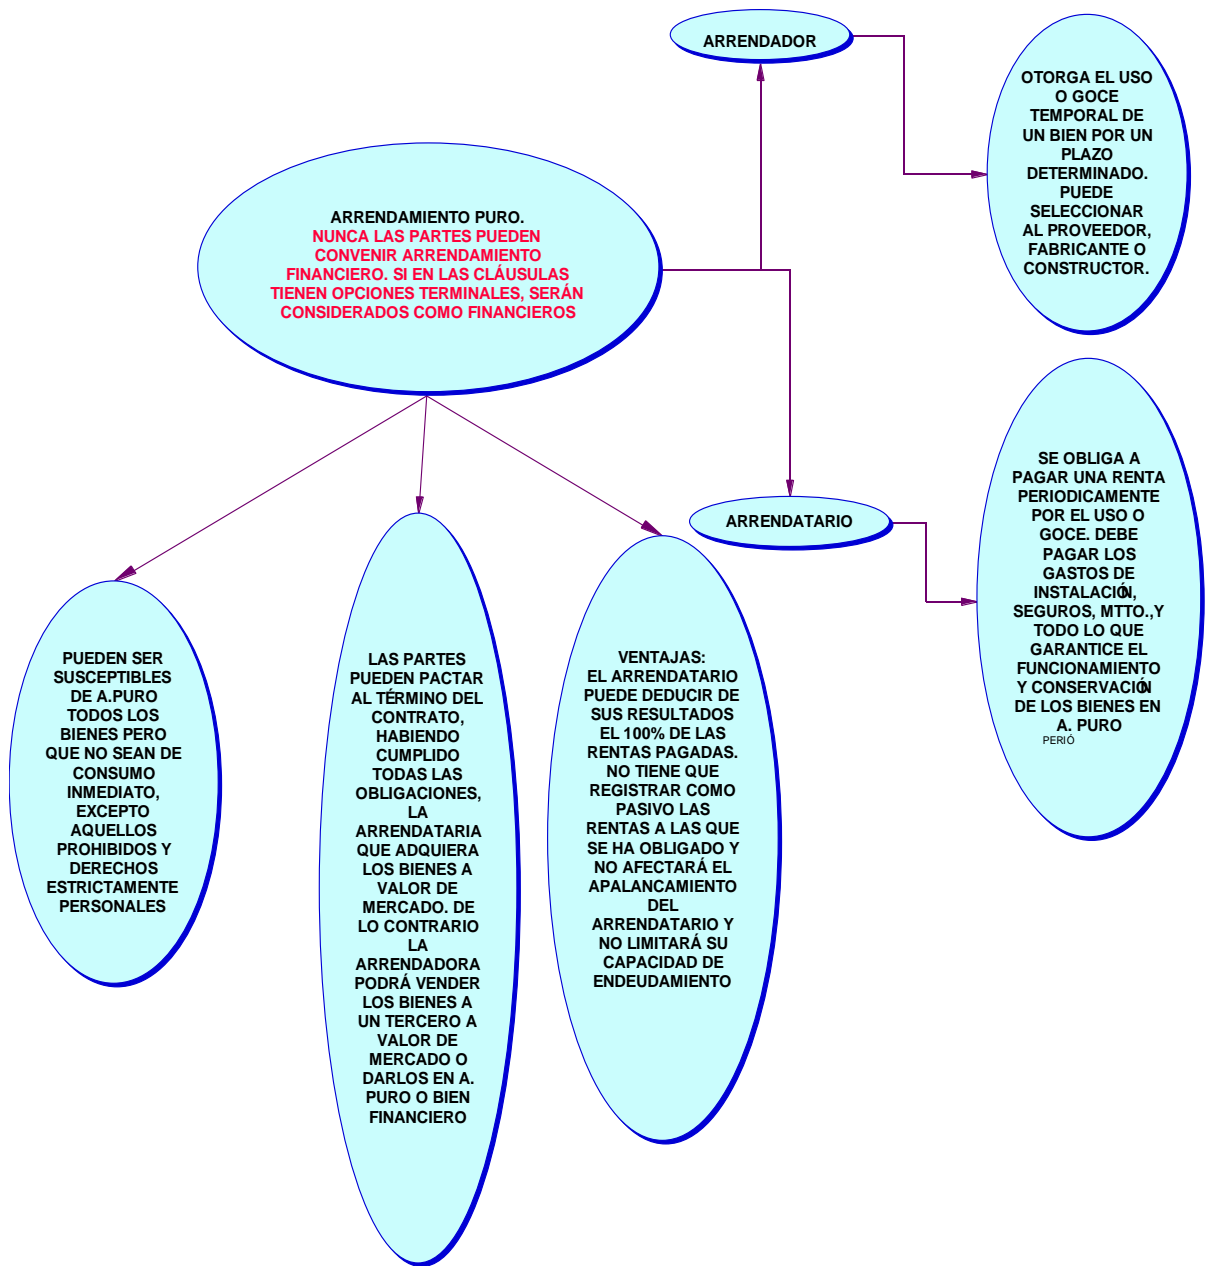 ARRENDADOR
OTORGA EL USO
O GOCE
TEMPORAL DE
UN BIEN POR UN
PLAZO
DETERMINADO.
PUEDE
SELECCIONAR
AL PROVEEDOR,
FABRICANTE O
CONSTRUCTOR.
ARRENDAMIENTO PURO.
NUNCA LAS PARTES PUEDEN
CONVENIR ARRENDAMIENTO
FINANCIERO. SI EN LAS CLÁUSULAS
TIENEN OPCIONES TERMINALES, SERÁN
CONSIDERADOS COMO FINANCIEROS
ARRENDATARIO
SE OBLIGA A
PAGAR UNA RENTA
PERIODICAMENTE
POR EL USO O
GOCE. DEBE
PAGAR LOS
GASTOS DE
INSTALACIÓN,
SEGUROS, MTTO.,Y
TODO LO QUE
GARANTICE EL
FUNCIONAMIENTO
Y CONSERVACIÓN
DE LOS BIENES EN
A. PURO
PERIÓ
PUEDEN SER
SUSCEPTIBLES
DE A.PURO
TODOS LOS
BIENES PERO
QUE NO SEAN DE
CONSUMO
INMEDIATO,
EXCEPTO
AQUELLOS
PROHIBIDOS Y
DERECHOS
ESTRICTAMENTE
PERSONALES
LAS PARTES
PUEDEN PACTAR
AL TÉRMINO DEL
CONTRATO,
HABIENDO
CUMPLIDO
TODAS LAS
OBLIGACIONES,
LA
ARRENDATARIA
QUE ADQUIERA
LOS BIENES A
VALOR DE
MERCADO. DE
LO CONTRARIO
LA
ARRENDADORA
PODRÁ VENDER
LOS BIENES A
UN TERCERO A
VALOR DE
MERCADO O
DARLOS EN A.
PURO O BIEN
FINANCIERO
VENTAJAS:
EL ARRENDATARIO
PUEDE DEDUCIR DE
SUS RESULTADOS
EL 100% DE LAS
RENTAS PAGADAS.
NO TIENE QUE
REGISTRAR COMO
PASIVO LAS
RENTAS A LAS QUE
SE HA OBLIGADO Y
NO AFECTARÁ EL
APALANCAMIENTO
DEL
ARRENDATARIO Y
NO LIMITARÁ SU
CAPACIDAD DE
ENDEUDAMIENTO